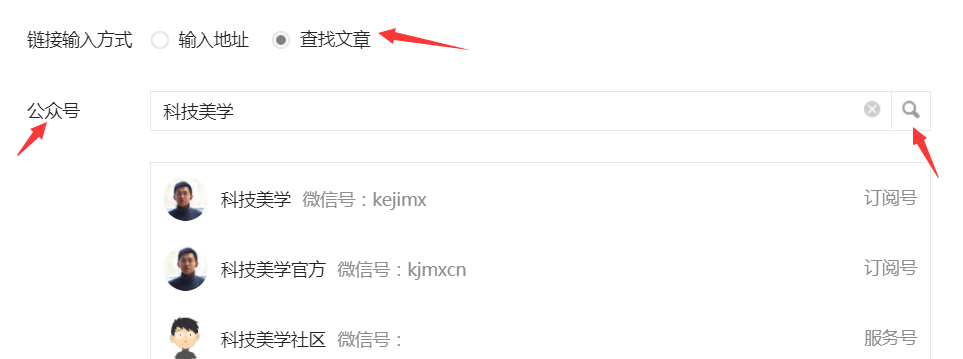 链接输入方式 输入地址 查找文章
公众号 科技美学
科技美学 微信号：kejimx 订阅号
科技美学官方 微信号：kjmxcn 订阅号
科技美学社区 微信号： 服务号